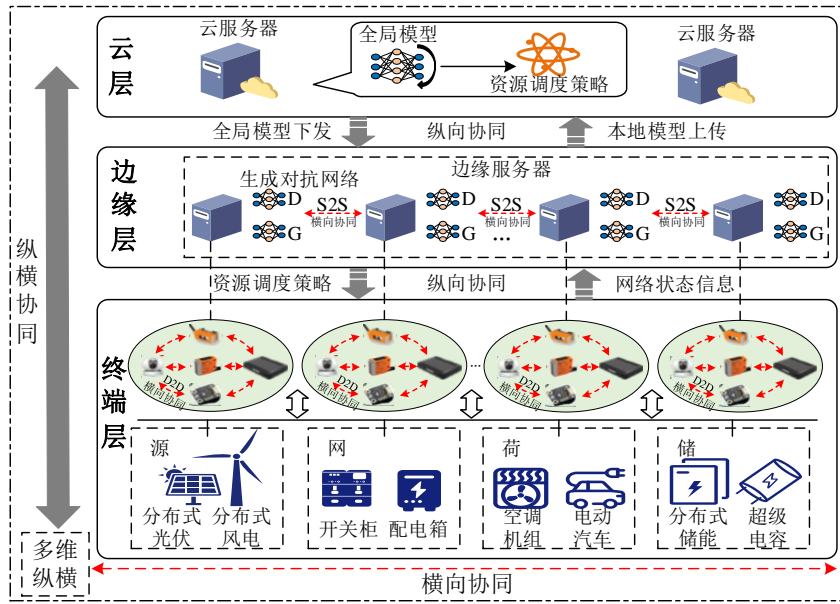 云服务器
全局模型
云服务器
云层
资源调度策略
全局模型下发
纵向协同
本地模型上传
边缘层
生成对抗网络
边缘服务器
D
S2S
横向协同
G
D
S2S
横向协同
...
G
D
S2S
横向协同
G
D
G
纵横协同
资源调度策略
纵向协同
网络状态信息
终端层
D2D
横向协同
D2D
横向协同
...
D2D
横向协同
D2D
横向协同
源
分布式
光伏
分布式
风电
网
开关柜
配电箱
荷
空调
机组
电动
汽车
储
分布式
储能
超级
电容
多维
纵横
横向协同